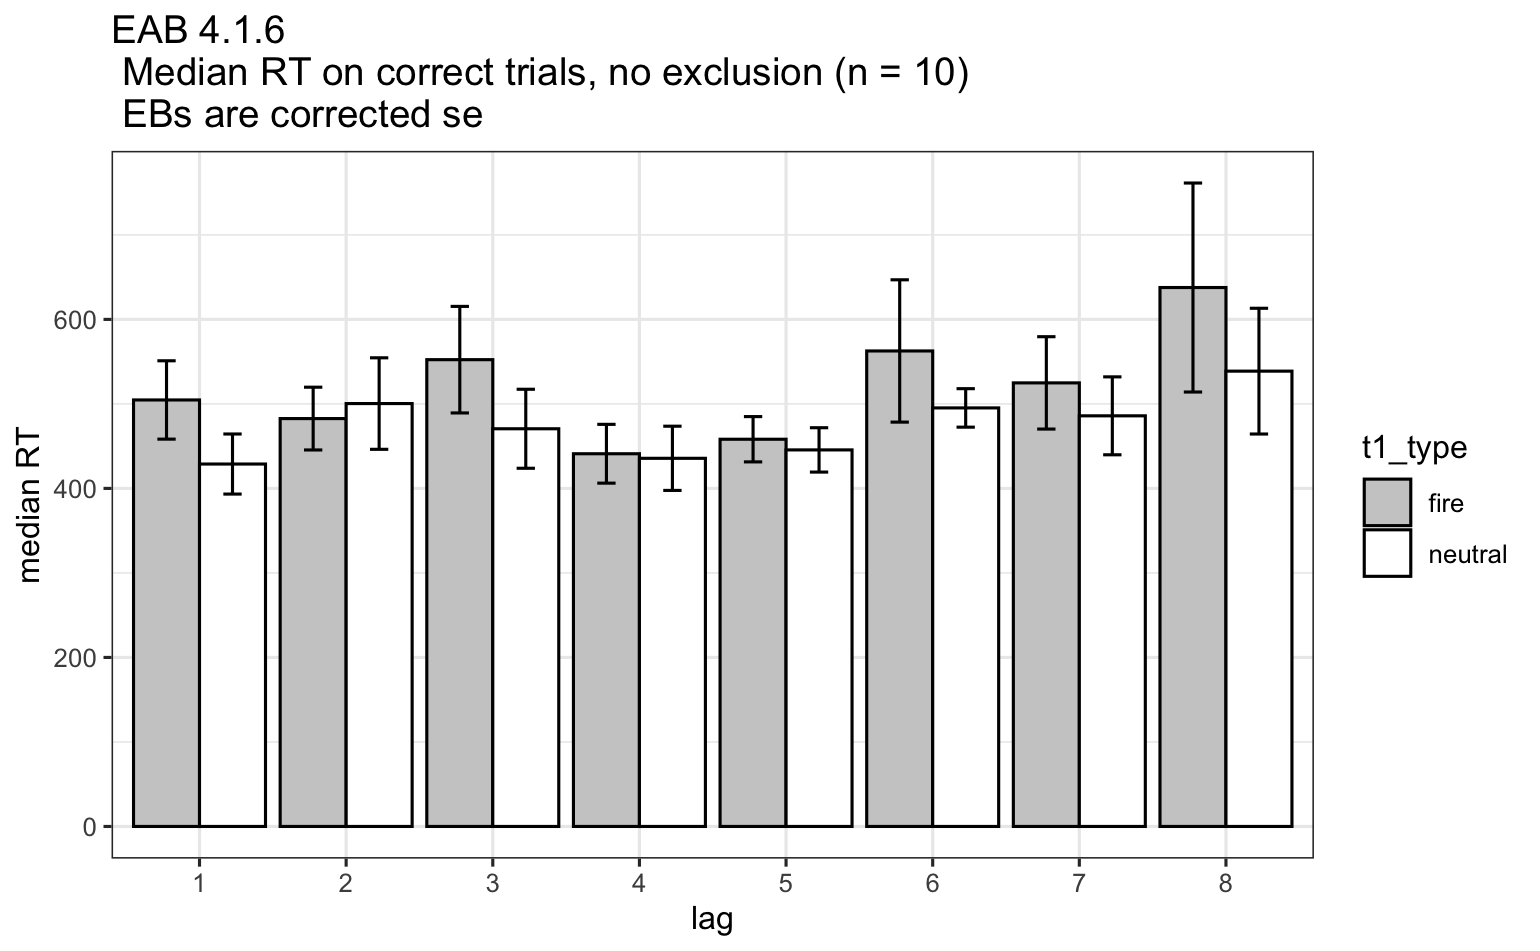 EAB 4.1.6
Median RT on correct trials, no exclusion (n = 10)
EBs are corrected se
median RT
600
400
200
0
1 2 3 4 5 6 7 8
lag
t1_type
fire
neutral